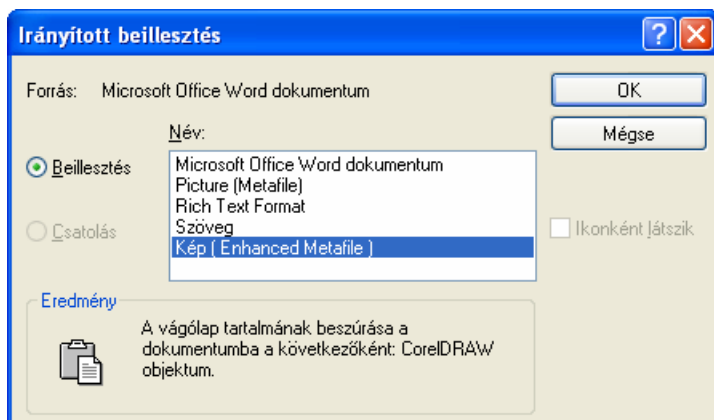 Irányított beillesztés
Forrás: Microsoft Office Word dokumentum
OK
Mégse
Név:
Beillesztés
Csatolás
Microsoft Office Word dokumentum
Picture (Metafile)
Rich Text Format
Szöveg
Kép ( Enhanced Metafile )
Ikonként látszik
Eredmény
A vágólap tartalmának beszúrása a
dokumentumba a következőként: CorelDRAW
objektum.